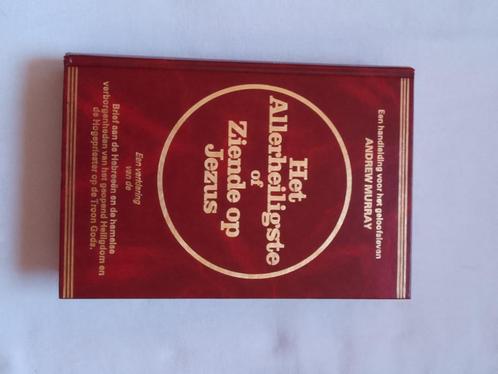 Een handleiding voor het geloofsleven
ANDREW MURRAY
Het
Allerheiligste
of
Ziende op
Jezus
Een verklaring
van de
Brief aan de Hebreeën en de hemelse
verborgenheden van het geopend Heiligdom en
de Hogepriester op de Troon Gods.